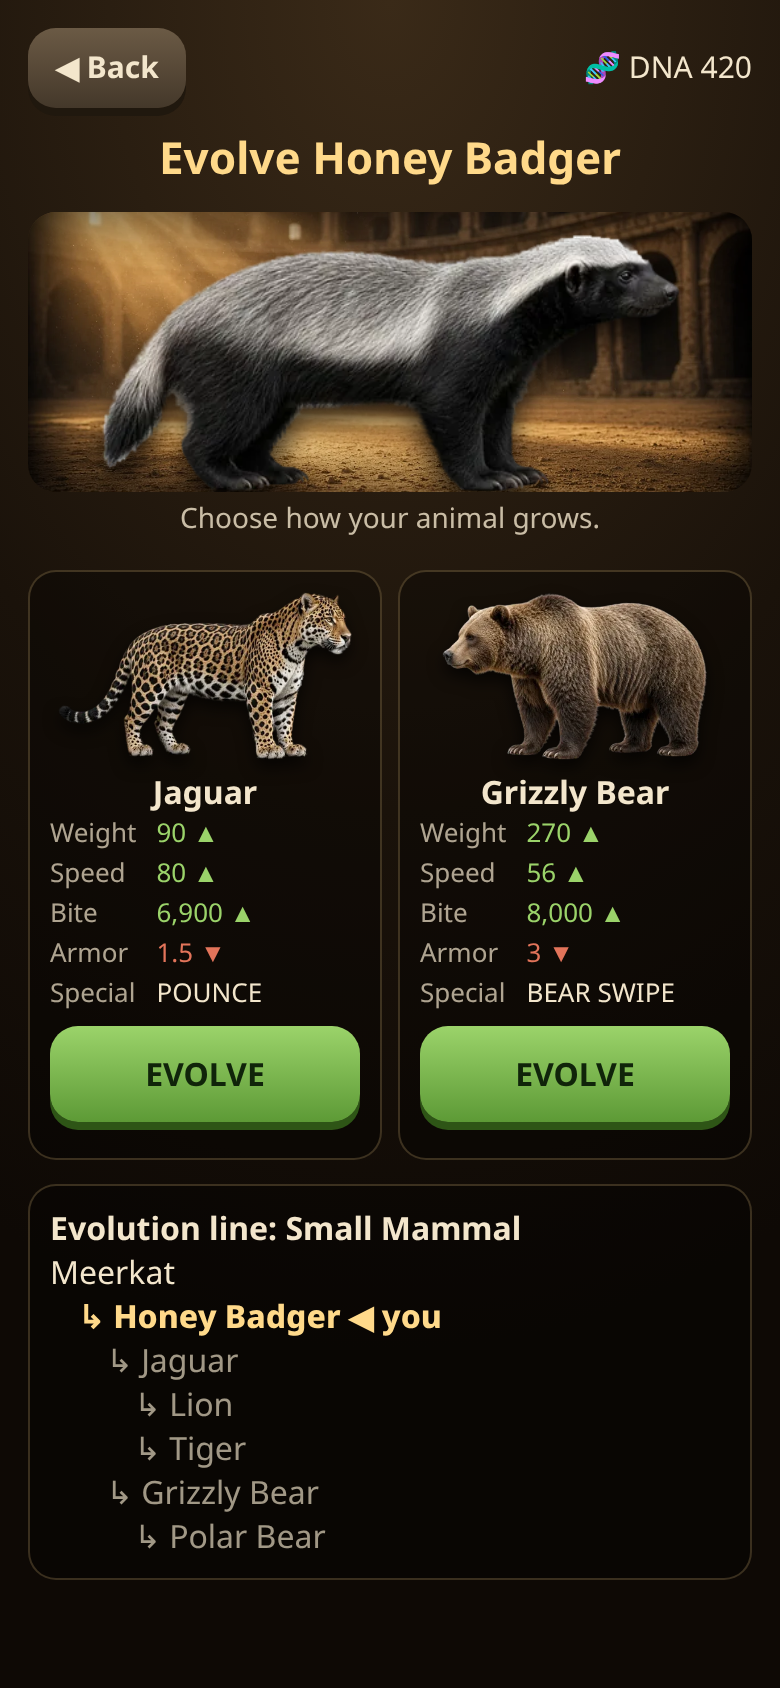 ◀ Back
🧬 DNA 420
Evolve Honey Badger
Choose how your animal grows.
Jaguar
Weight 90 ▲
Speed 80 ▲
Bite 6,900 ▲
Armor 1.5 ▼
Special POUNCE
EVOLVE
Grizzly Bear
Weight 270 ▲
Speed 56 ▲
Bite 8,000 ▲
Armor 3 ▼
Special BEAR SWIPE
EVOLVE
Evolution line: Small Mammal
Meerkat
↳ Honey Badger ◀ you
↳ Jaguar
↳ Lion
↳ Tiger
↳ Grizzly Bear
↳ Polar Bear